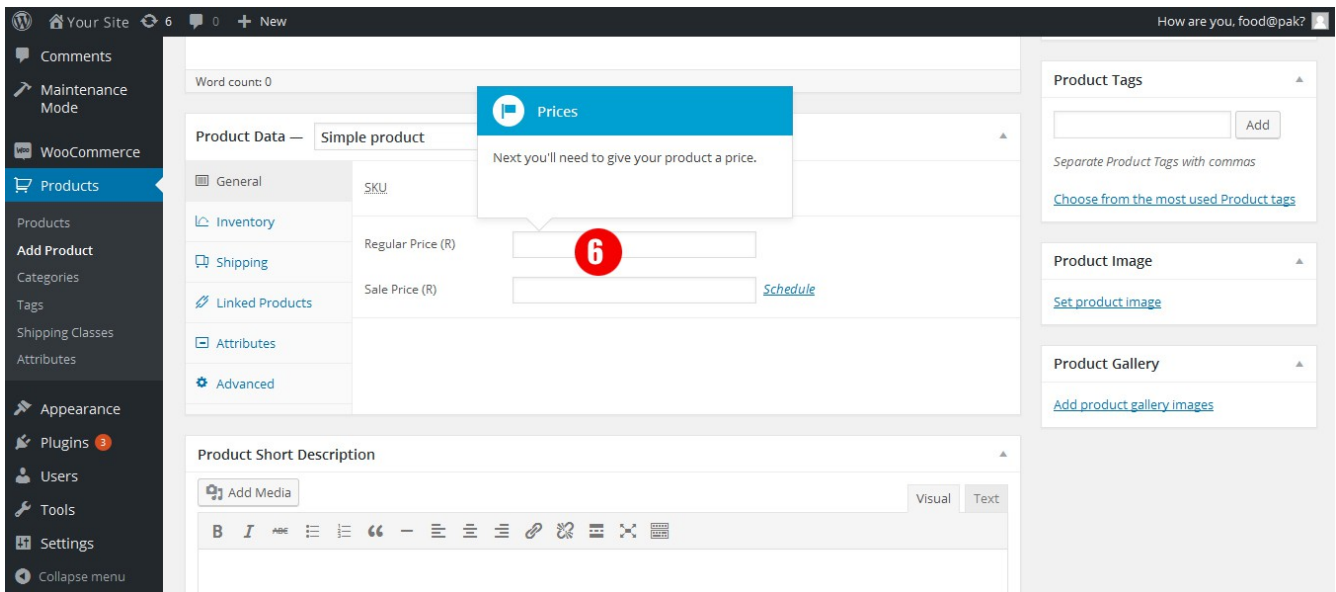 Your Site 6 0 + New
How are you, food@pak?
Comments
Maintenance
Mode
WooCommerce
Products
Products
Add Product
Categories
Tags
Shipping Classes
Attributes
Appearance
Plugins 3
Users
Tools
Settings
Collapse menu
Word count: 0
Product Data — Simple product
Prices
Next you'll need to give your product a price.
General
Inventory
Shipping
Linked Products
Attributes
Advanced
SKU
Regular Price (R)
6
Sale Price (R)
Schedule
Product Short Description
Add Media
Visual Text
B I ABC
Product Tags
Add
Separate Product Tags with commas
Choose from the most used Product tags
Product Image
Set product image
Product Gallery
Add product gallery images